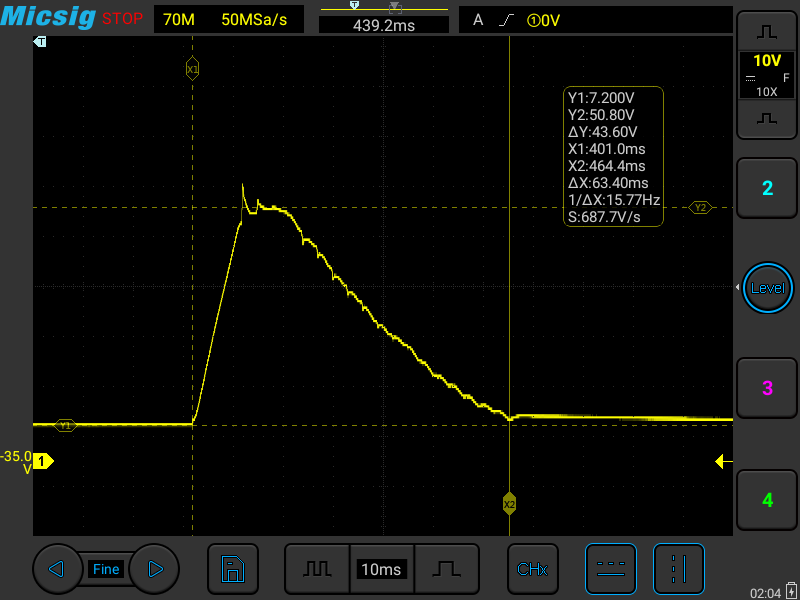 Micsig STOP 70M 50MSa/s T 439.2ms A ①0V
T
X1
10V
F
10X
Y1:7.200V
Y2:50.80V
ΔY:43.60V
X1:401.0ms
X2:464.4ms
ΔX:63.40ms
1/ΔX:15.77Hz
S:687.7V/s
2
Y2
Level
3
Y1
-35.0
V
1
X2
4
Fine
10ms
CHx
02:04